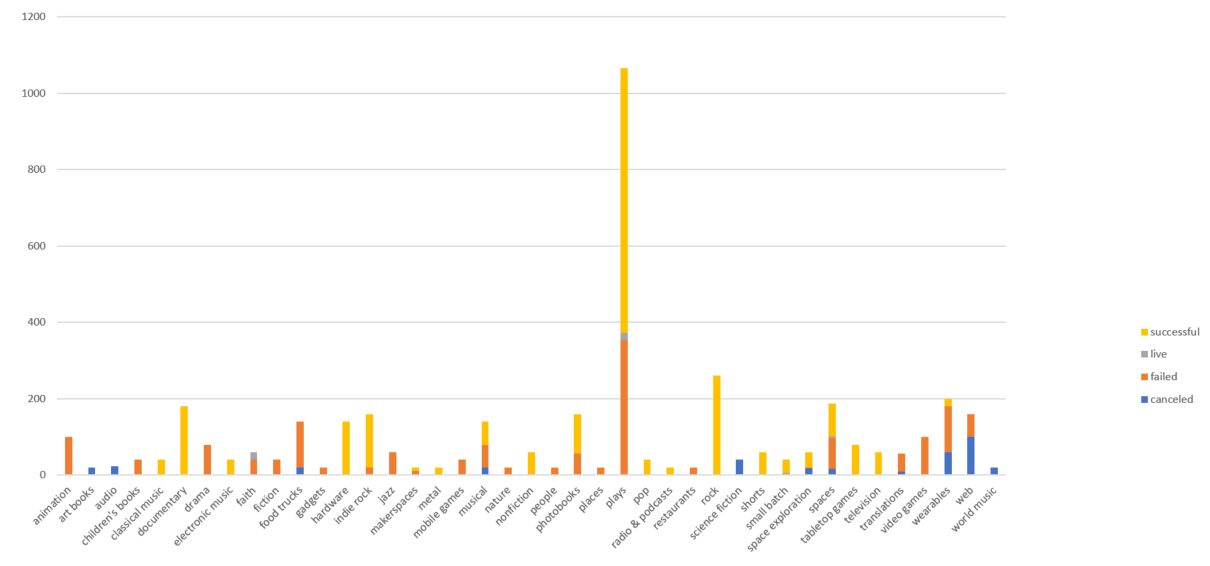 1200
1000
800
600
400
200
0
animation
art books
audio
children's books
classical music
documentary
drama
electronic music
faith
fiction
food trucks
gadgets
hardware
indie rock
jazz
makerspaces
metal
mobile games
musical
nature
nonfiction
people
photobooks
places
plays
pop
radio & podcasts
restaurants
rock
science fiction
shorts
small batch
space exploration
spaces
tabletop games
television
translations
video games
wearables
web
world music
successful
live
failed
canceled